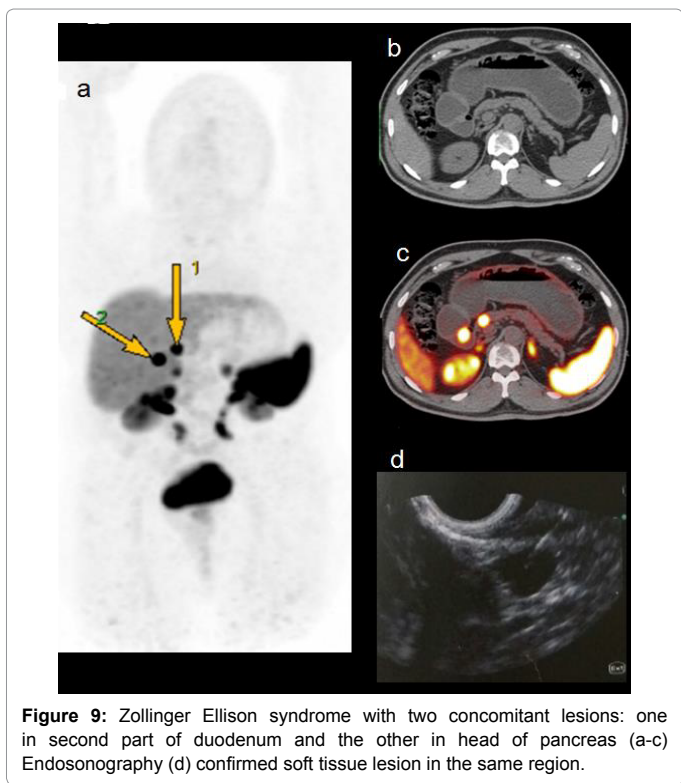 a
1
2
b
c
d
Figure 9: Zollinger Ellison syndrome with two concomitant lesions: one
in second part of duodenum and the other in head of pancreas (a-c)
Endosonography (d) confirmed soft tissue lesion in the same region.